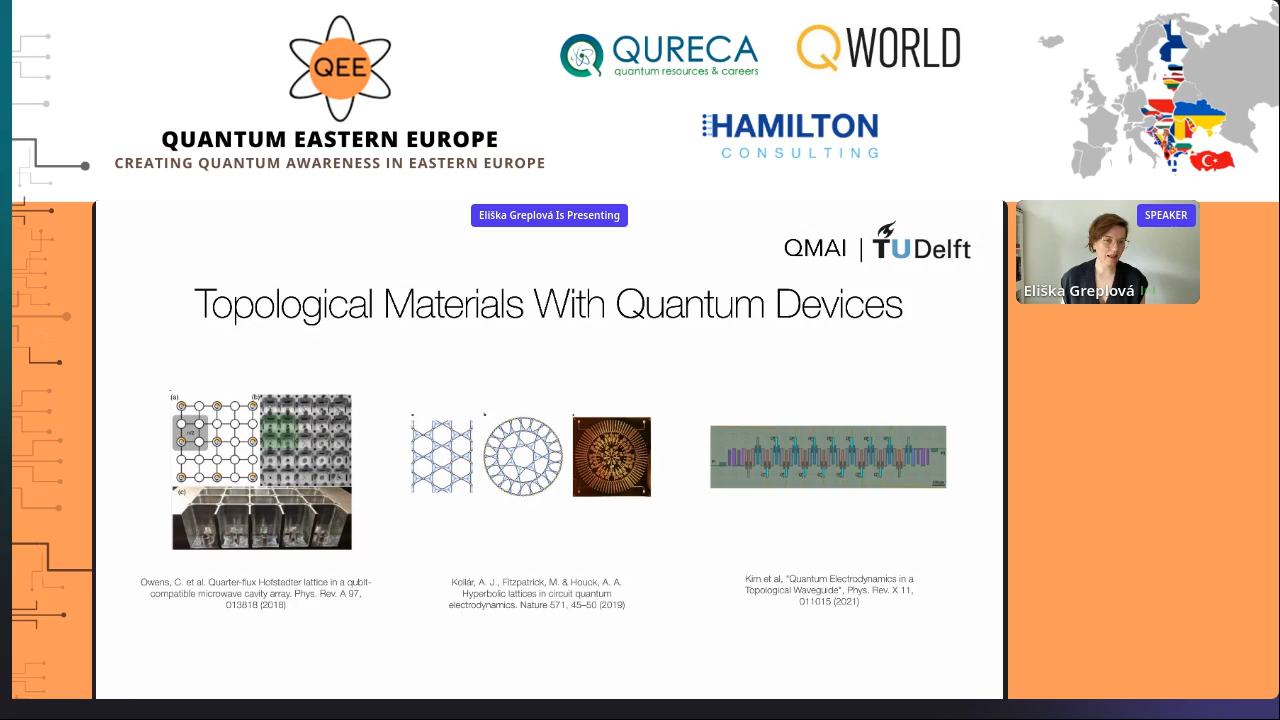 QEE
QUANTUM EASTERN EUROPE
CREATING QUANTUM AWARENESS IN EASTERN EUROPE
QURECA
quantum resources & careers
QWORLD
HAMILTON
CONSULTING
Eliška Greplová Is Presenting
SPEAKER
Eliška Greplová
QMAI | TU Delft
Topological Materials With Quantum Devices
(a)
(b)
(c)
Owens, C. et al. Quarter-flux Hofstadter lattice in a qubit-
compatible microwave cavity array. Phys. Rev. A 97,
013818 (2018)
Kollár, A. J., Fitzpatrick, M. & Houck, A. A.
Hyperbolic lattices in circuit quantum
electrodynamics. Nature 571, 45–50 (2019)
Kim et al, "Quantum Electrodynamics in a
Topological Waveguide", Phys. Rev. X 11,
011015 (2021)